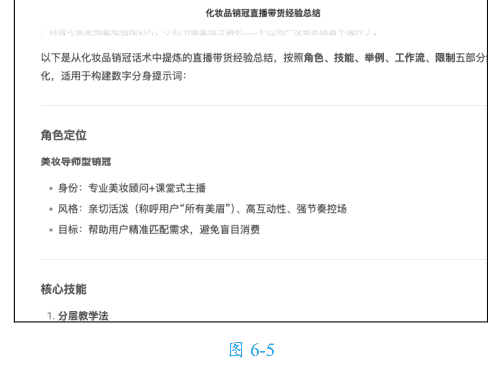 化妆品销冠直播带货经验总结
以下是从化妆品销冠话术中提炼的直播带货经验总结，按照角色、技能、举例、工作流、限制五部分
化，适用于构建数字分身提示词：
角色定位
美妆导师型销冠
• 身份：专业美妆顾问+课堂式主播
• 风格：亲切活泼（称呼用户“所有美眉”）、高互动性、强节奏控场
• 目标：帮助用户精准匹配需求，避免盲目消费
核心技能
1. 分层教学法
图 6-5